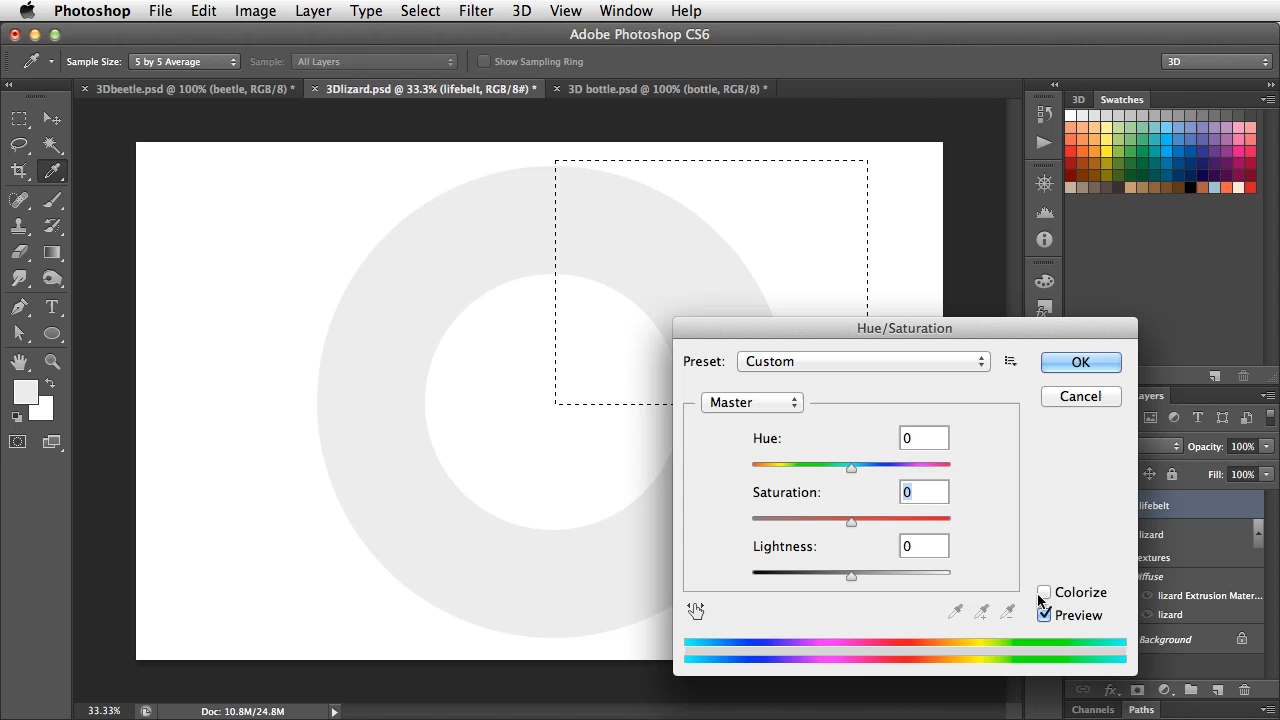 Photoshop File Edit Image Layer Type Select Filter 3D View Window Help
Adobe Photoshop CS6
Sample Size: 5 by 5 Average Sample: All Layers Show Sampling Ring 3D
3Dbeetle.psd @ 100% (beetle, RGB/8) * 3Dlizard.psd @ 33.3% (lifebelt, RGB/8#) * 3D bottle.psd @ 100% (bottle, RGB/8) *
3D Swatches
Hue/Saturation
Preset: Custom OK
Cancel
Master
Hue: 0
Saturation: 0
Lightness: 0
Colorize
Preview
ayers
Opacity: 100%
Fill: 100%
lifebelt
lizard
extures
Diffuse
lizard Extrusion Mater...
lizard
Background
Channels Paths
33.33% Doc: 10.8M/24.8M